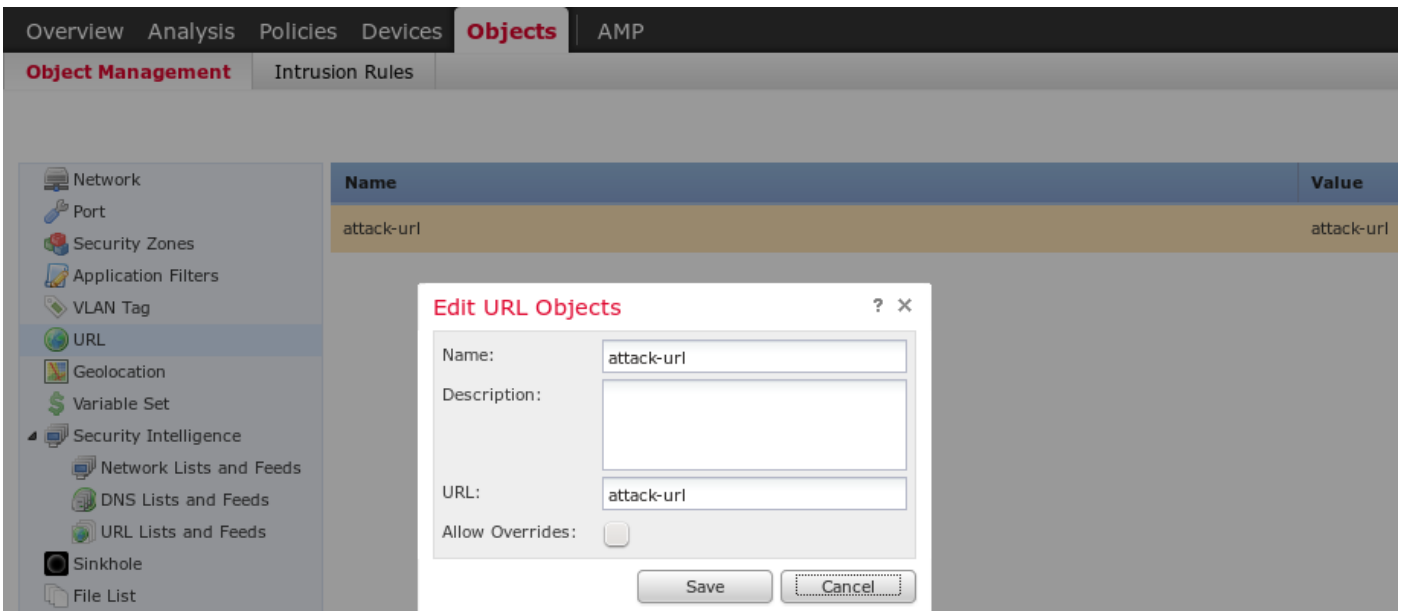 Overview Analysis Policies Devices Objects AMP
Object Management Intrusion Rules
Network
Port
Security Zones
Application Filters
VLAN Tag
URL
Geolocation
Variable Set
Security Intelligence
Network Lists and Feeds
DNS Lists and Feeds
URL Lists and Feeds
Sinkhole
File List
Name Value
attack-url attack-url
Edit URL Objects ? ×
Name: attack-url
Description:
URL: attack-url
Allow Overrides:
Save Cancel